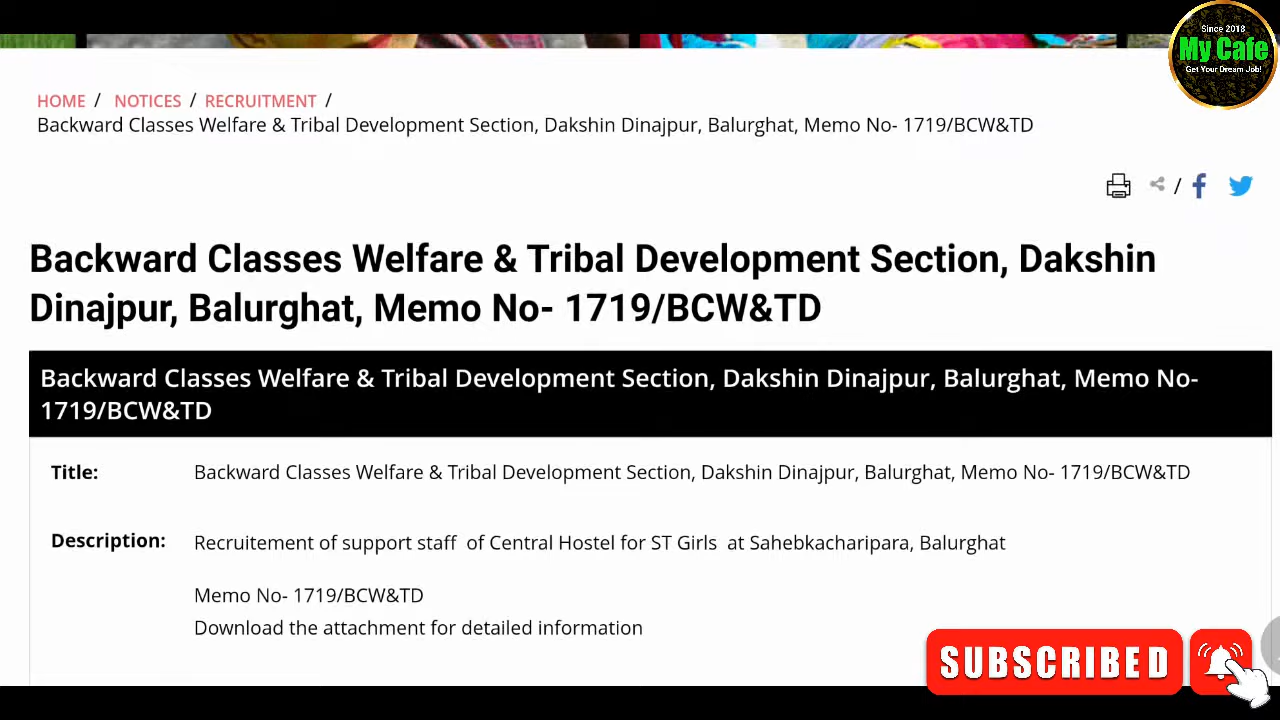 Since 2018
My Cafe
Get Your Dream Job!
HOME / NOTICES / RECRUITMENT /
Backward Classes Welfare & Tribal Development Section, Dakshin Dinajpur, Balurghat, Memo No- 1719/BCW&TD
/
Backward Classes Welfare & Tribal Development Section, Dakshin
Dinajpur, Balurghat, Memo No- 1719/BCW&TD
Backward Classes Welfare & Tribal Development Section, Dakshin Dinajpur, Balurghat, Memo No-
1719/BCW&TD
Title: Backward Classes Welfare & Tribal Development Section, Dakshin Dinajpur, Balurghat, Memo No- 1719/BCW&TD
Description: Recruitement of support staff of Central Hostel for ST Girls at Sahebkacharipara, Balurghat
Memo No- 1719/BCW&TD
Download the attachment for detailed information
SUBSCRIBED